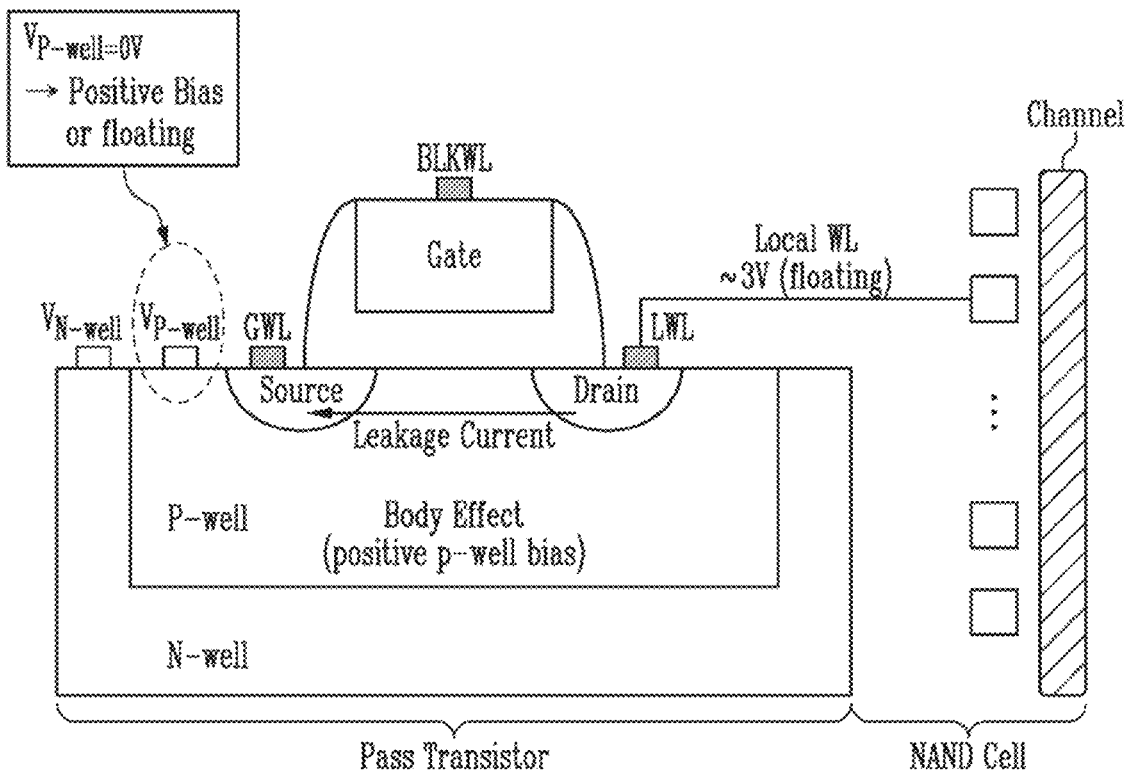 VP-well=0V
→ Positive Bias
or floating
Channel
BLKWL
Gate
Local WL
~3V (floating)
VN-well
VP-well
GWL
LWL
Source
Drain
Leakage Current
P-well
Body Effect
(positive p-well bias)
N-well
Pass Transistor
NAND Cell